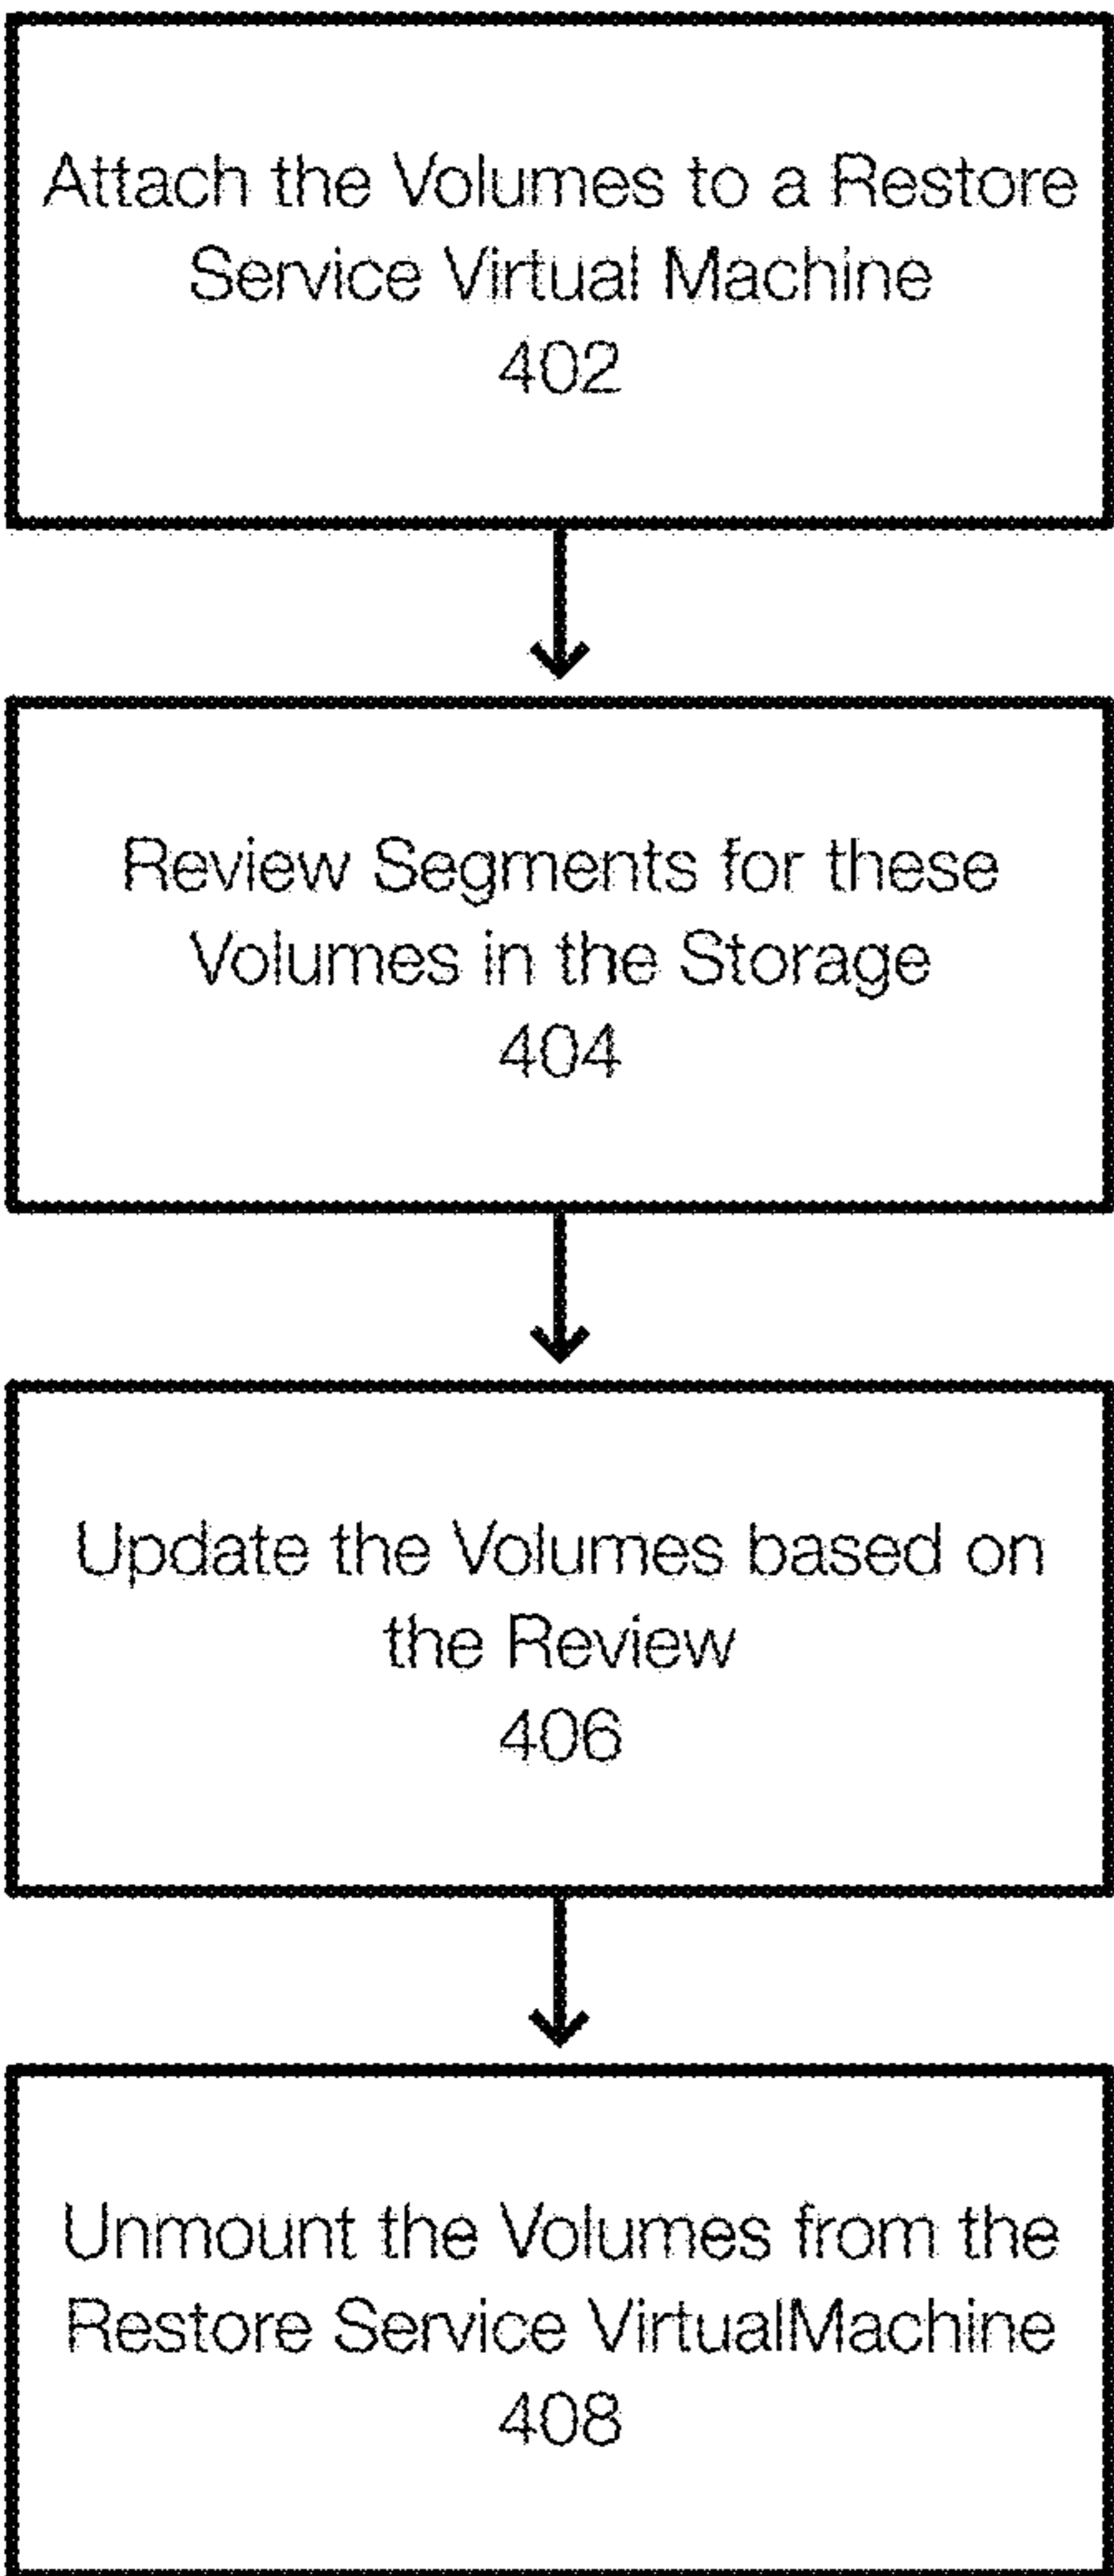 Attach the Volumes to a Restore
Service Virtual Machine
402
Review Segments for these
Volumes in the Storage
404
Update the Volumes based on
the Review
406
Unmount the Volumes from the
Restore Service VirtualMachine
408